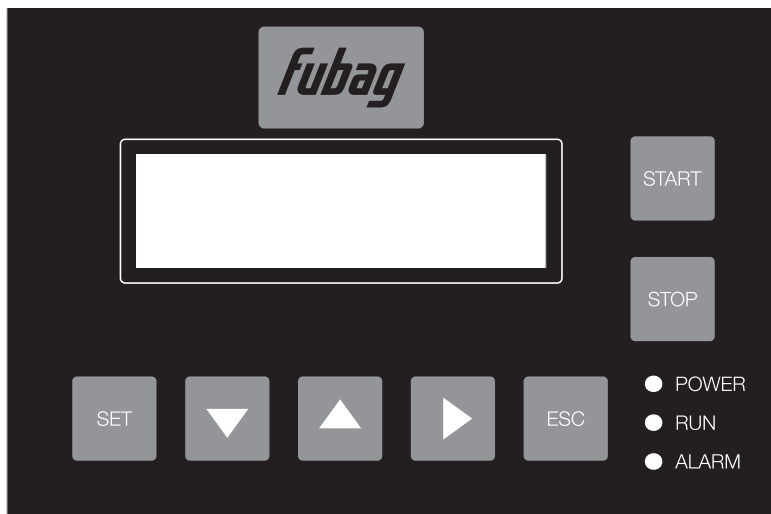 fubag
START
STOP
SET
ESC
POWER
RUN
ALARM